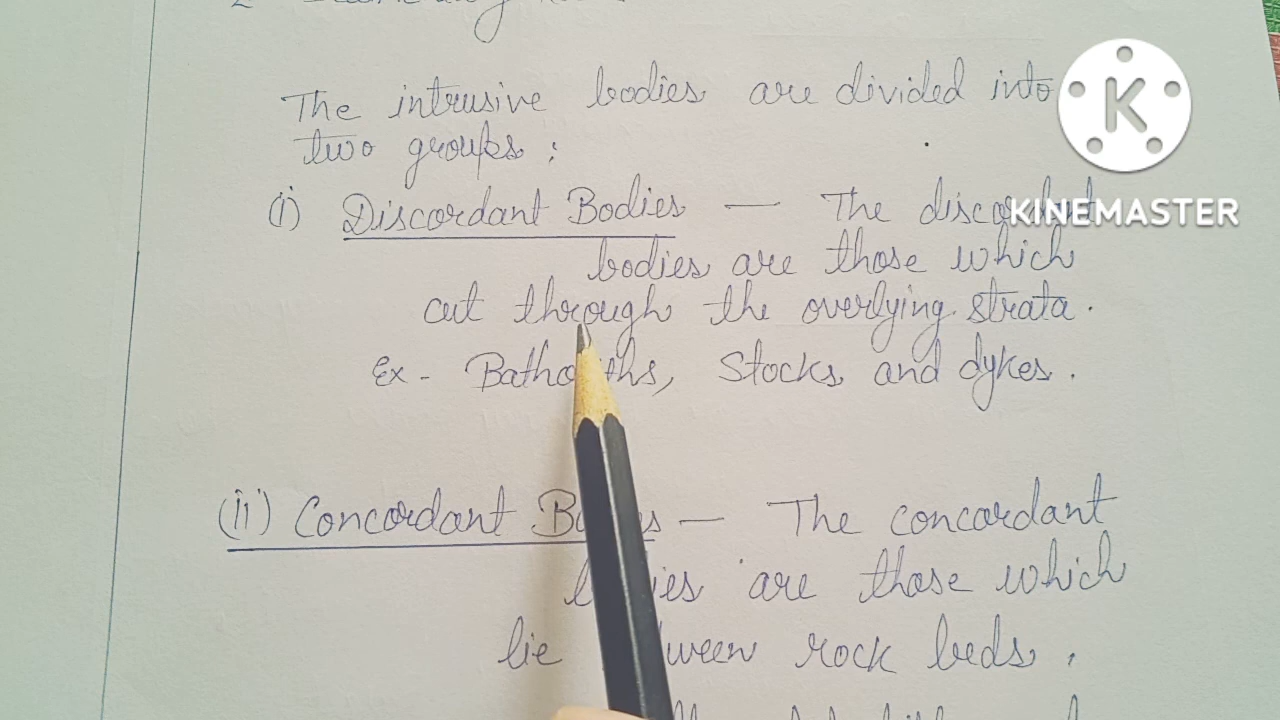 The intrusive bodies are divided into
two groups :
(i) Discordant Bodies — The discordant
bodies are those which
cut through the overlying strata.
Ex - Batholiths, Stocks and dykes.
(ii) Concordant Bodies — The concordant
bodies are those which
lie between rock beds.
K
KINEMASTER